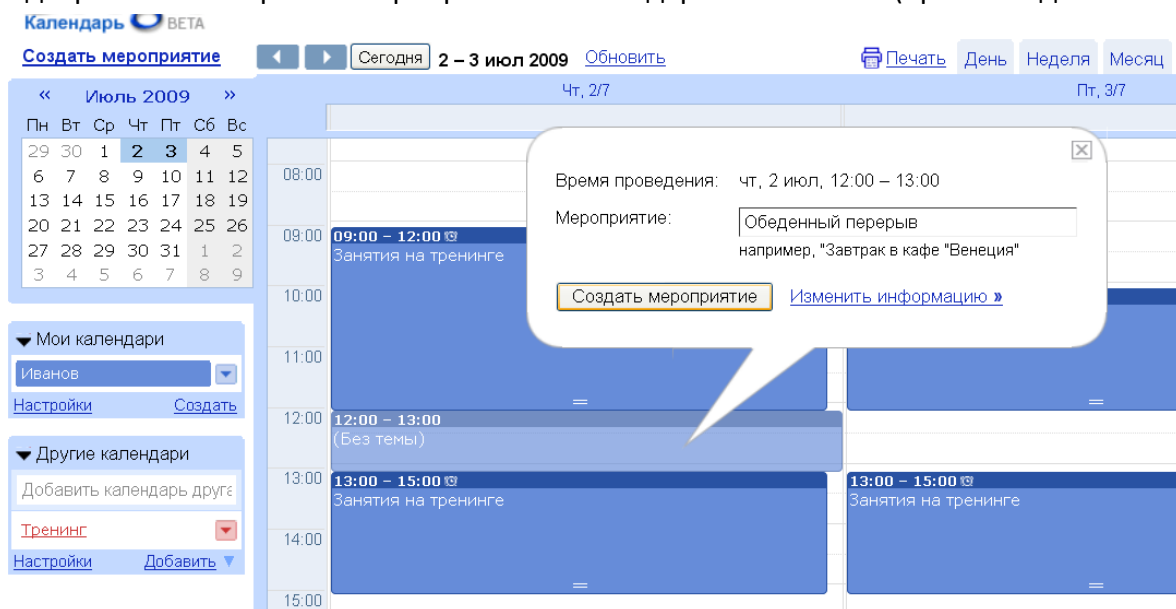 Календарь BETA
Создать мероприятие
Сегодня 2 – 3 июл 2009 Обновить Печать День Неделя Месяц
« Июль 2009 »
Пн Вт Ср Чт Пт Сб Вс
29 30 1 2 3 4 5
6 7 8 9 10 11 12
13 14 15 16 17 18 19
20 21 22 23 24 25 26
27 28 29 30 31 1 2
3 4 5 6 7 8 9
Мои календари
Иванов
Настройки Создать
Другие календари
Добавить календарь друга
Тренинг
Настройки Добавить
Чт, 2/7 Пт, 3/7
08:00
09:00
10:00
11:00
12:00
13:00
14:00
15:00
09:00 – 12:00
Занятия на тренинге
12:00 – 13:00
(Без темы)
13:00 – 15:00
Занятия на тренинге
13:00 – 15:00
Занятия на тренинге
Время проведения: чт, 2 июл, 12:00 – 13:00
Мероприятие: Обеденный перерыв
например, "Завтрак в кафе "Венеция"
Создать мероприятие Изменить информацию »